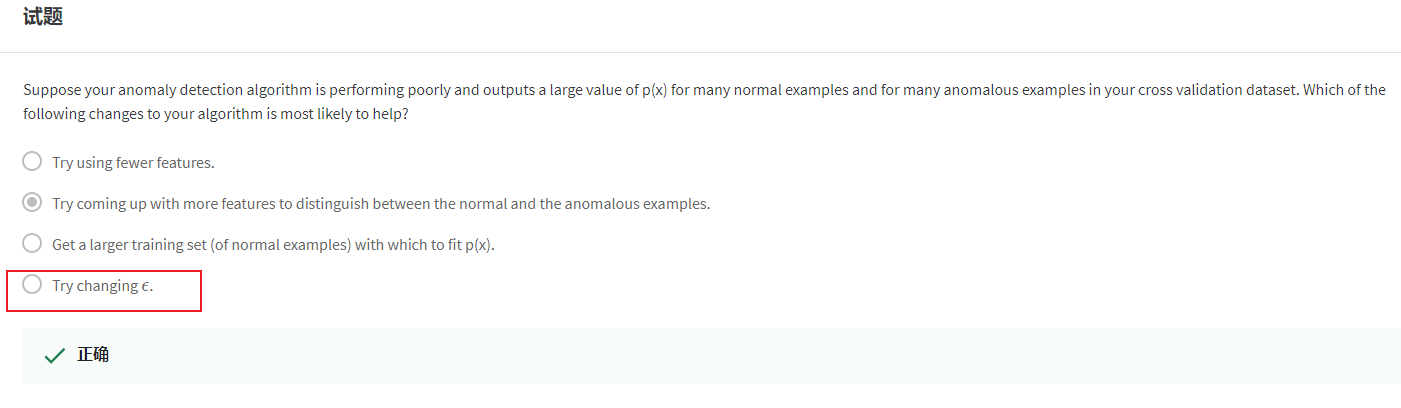 试题
Suppose your anomaly detection algorithm is performing poorly and outputs a large value of p(x) for many normal examples and for many anomalous examples in your cross validation dataset. Which of the
following changes to your algorithm is most likely to help?
Try using fewer features.
Try coming up with more features to distinguish between the normal and the anomalous examples.
Get a larger training set (of normal examples) with which to fit p(x).
Try changing ϵ.
正确